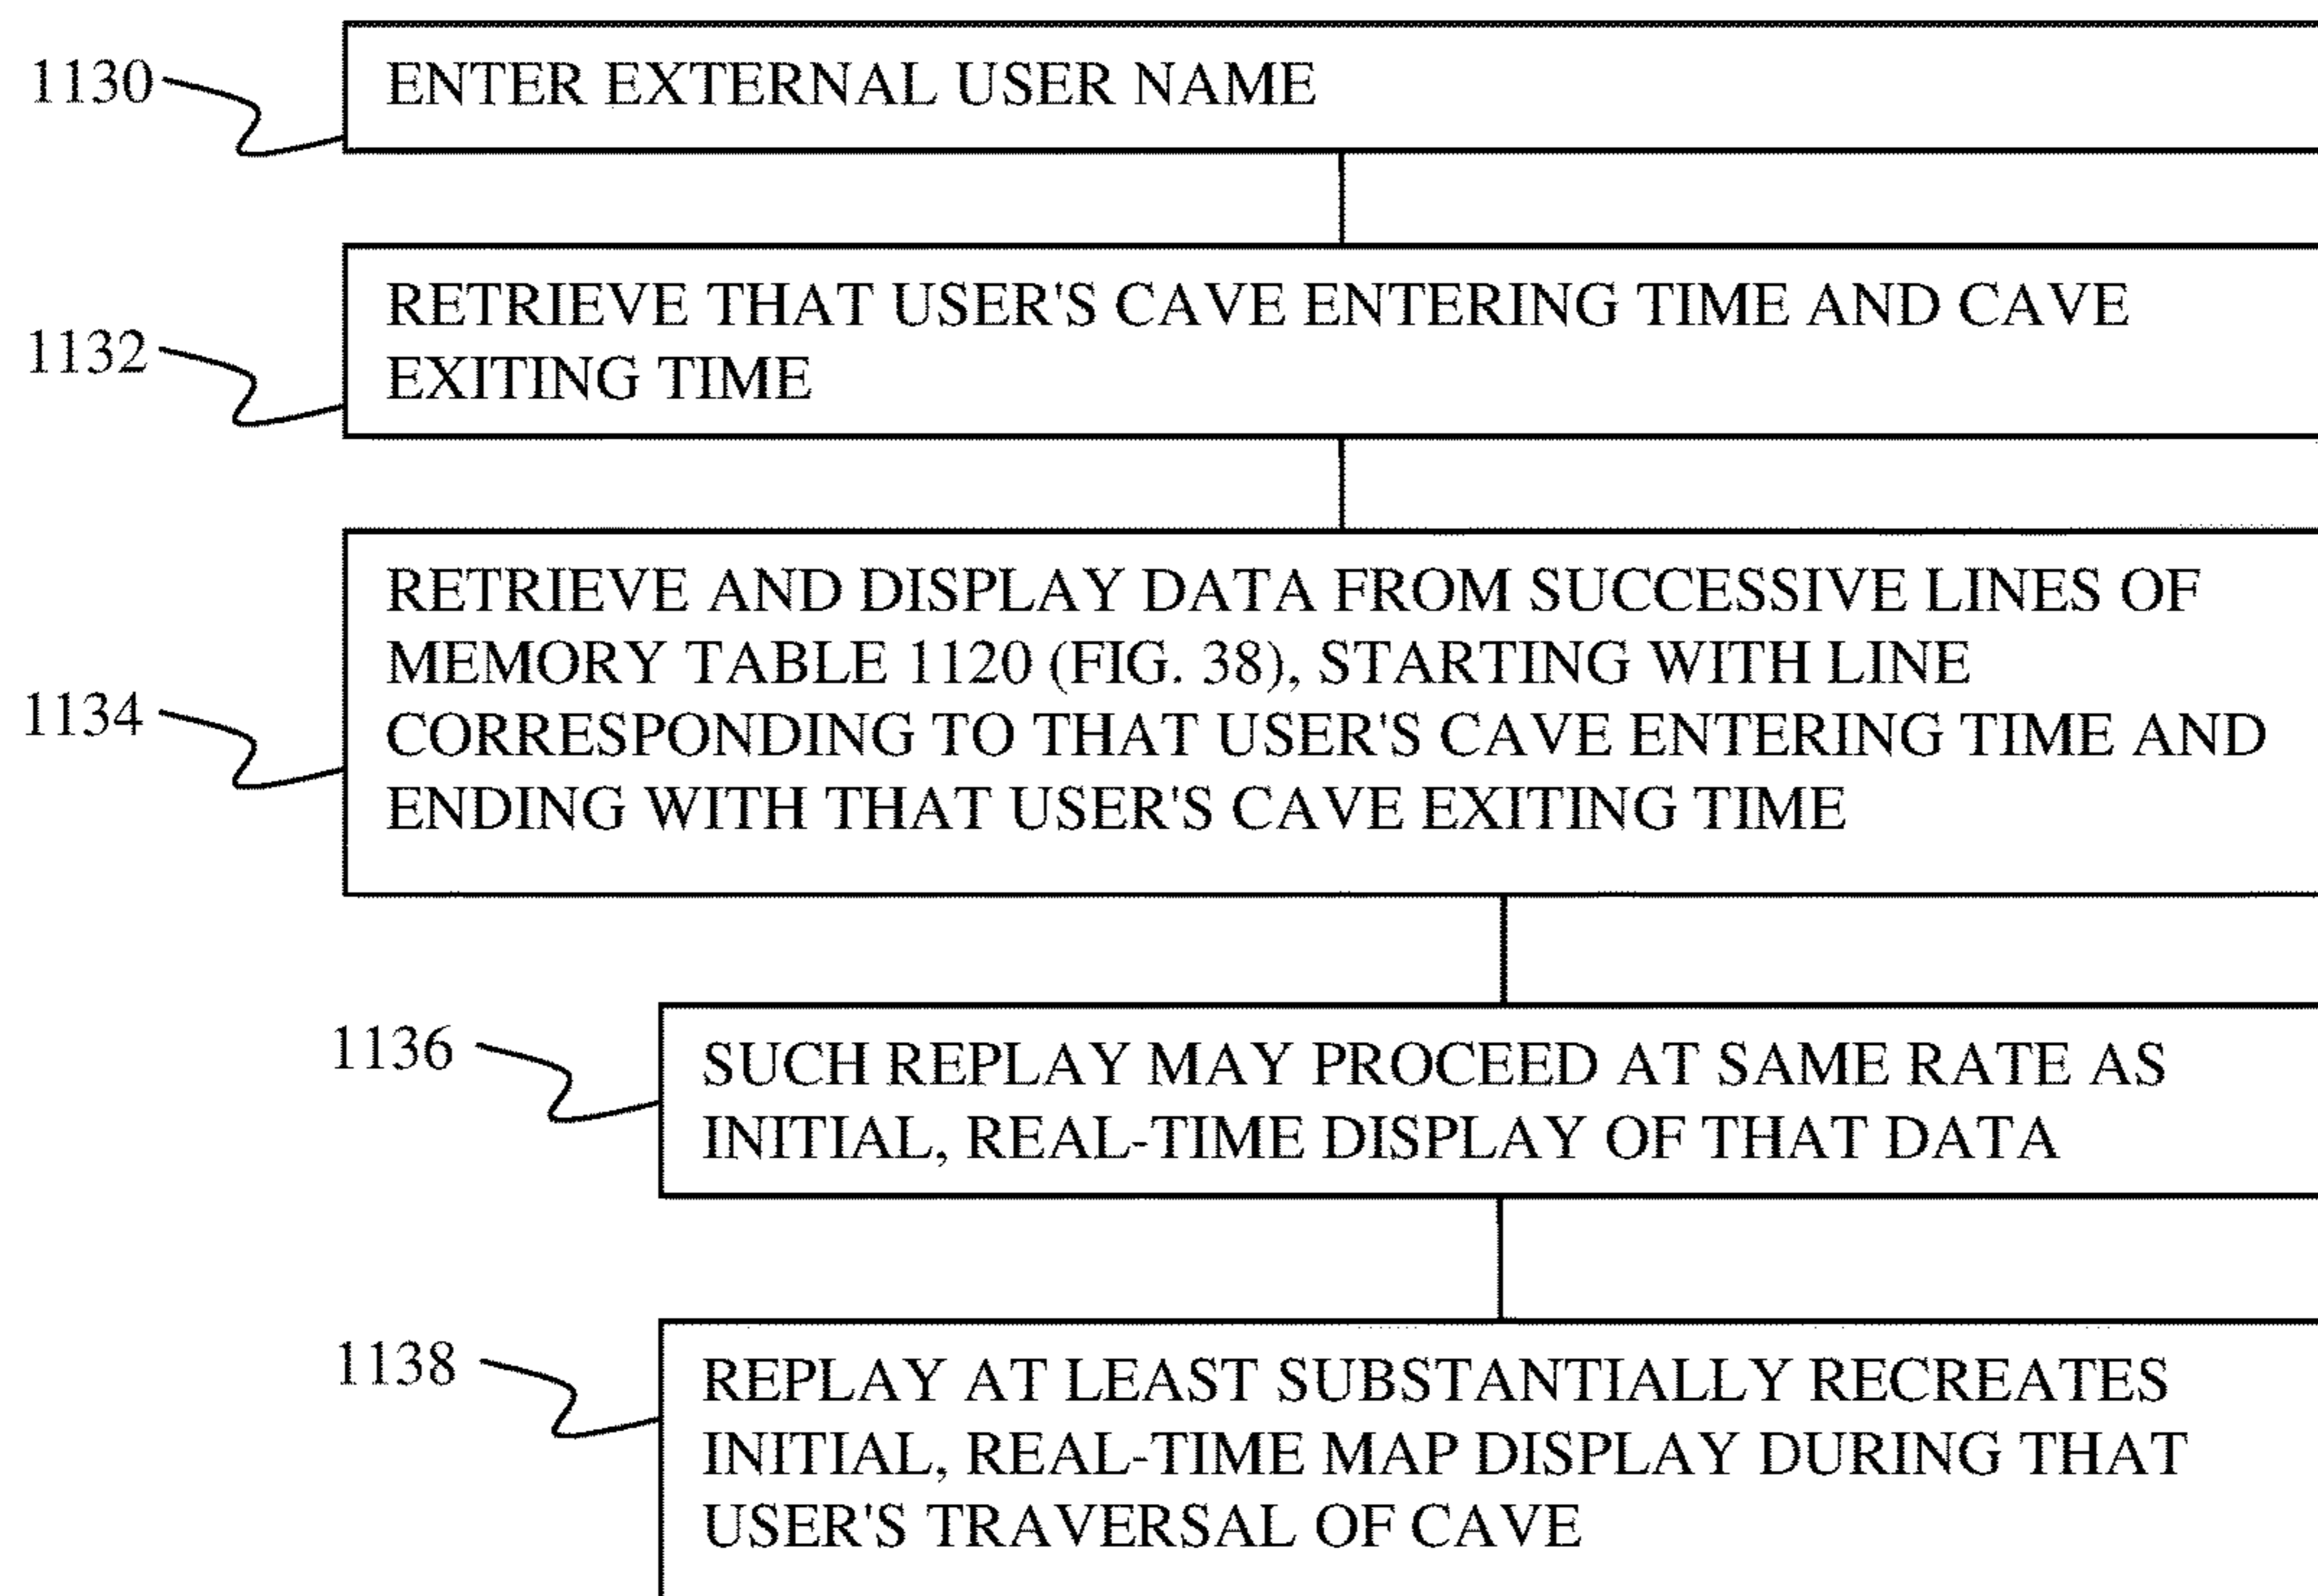 1130
ENTER EXTERNAL USER NAME
1132
RETRIEVE THAT USER'S CAVE ENTERING TIME AND CAVE
EXITING TIME
1134
RETRIEVE AND DISPLAY DATA FROM SUCCESSIVE LINES OF
MEMORY TABLE 1120 (FIG. 38), STARTING WITH LINE
CORRESPONDING TO THAT USER'S CAVE ENTERING TIME AND
ENDING WITH THAT USER'S CAVE EXITING TIME
1136
SUCH REPLAY MAY PROCEED AT SAME RATE AS
INITIAL, REAL-TIME DISPLAY OF THAT DATA
1138
REPLAY AT LEAST SUBSTANTIALLY RECREATES
INITIAL, REAL-TIME MAP DISPLAY DURING THAT
USER'S TRAVERSAL OF CAVE